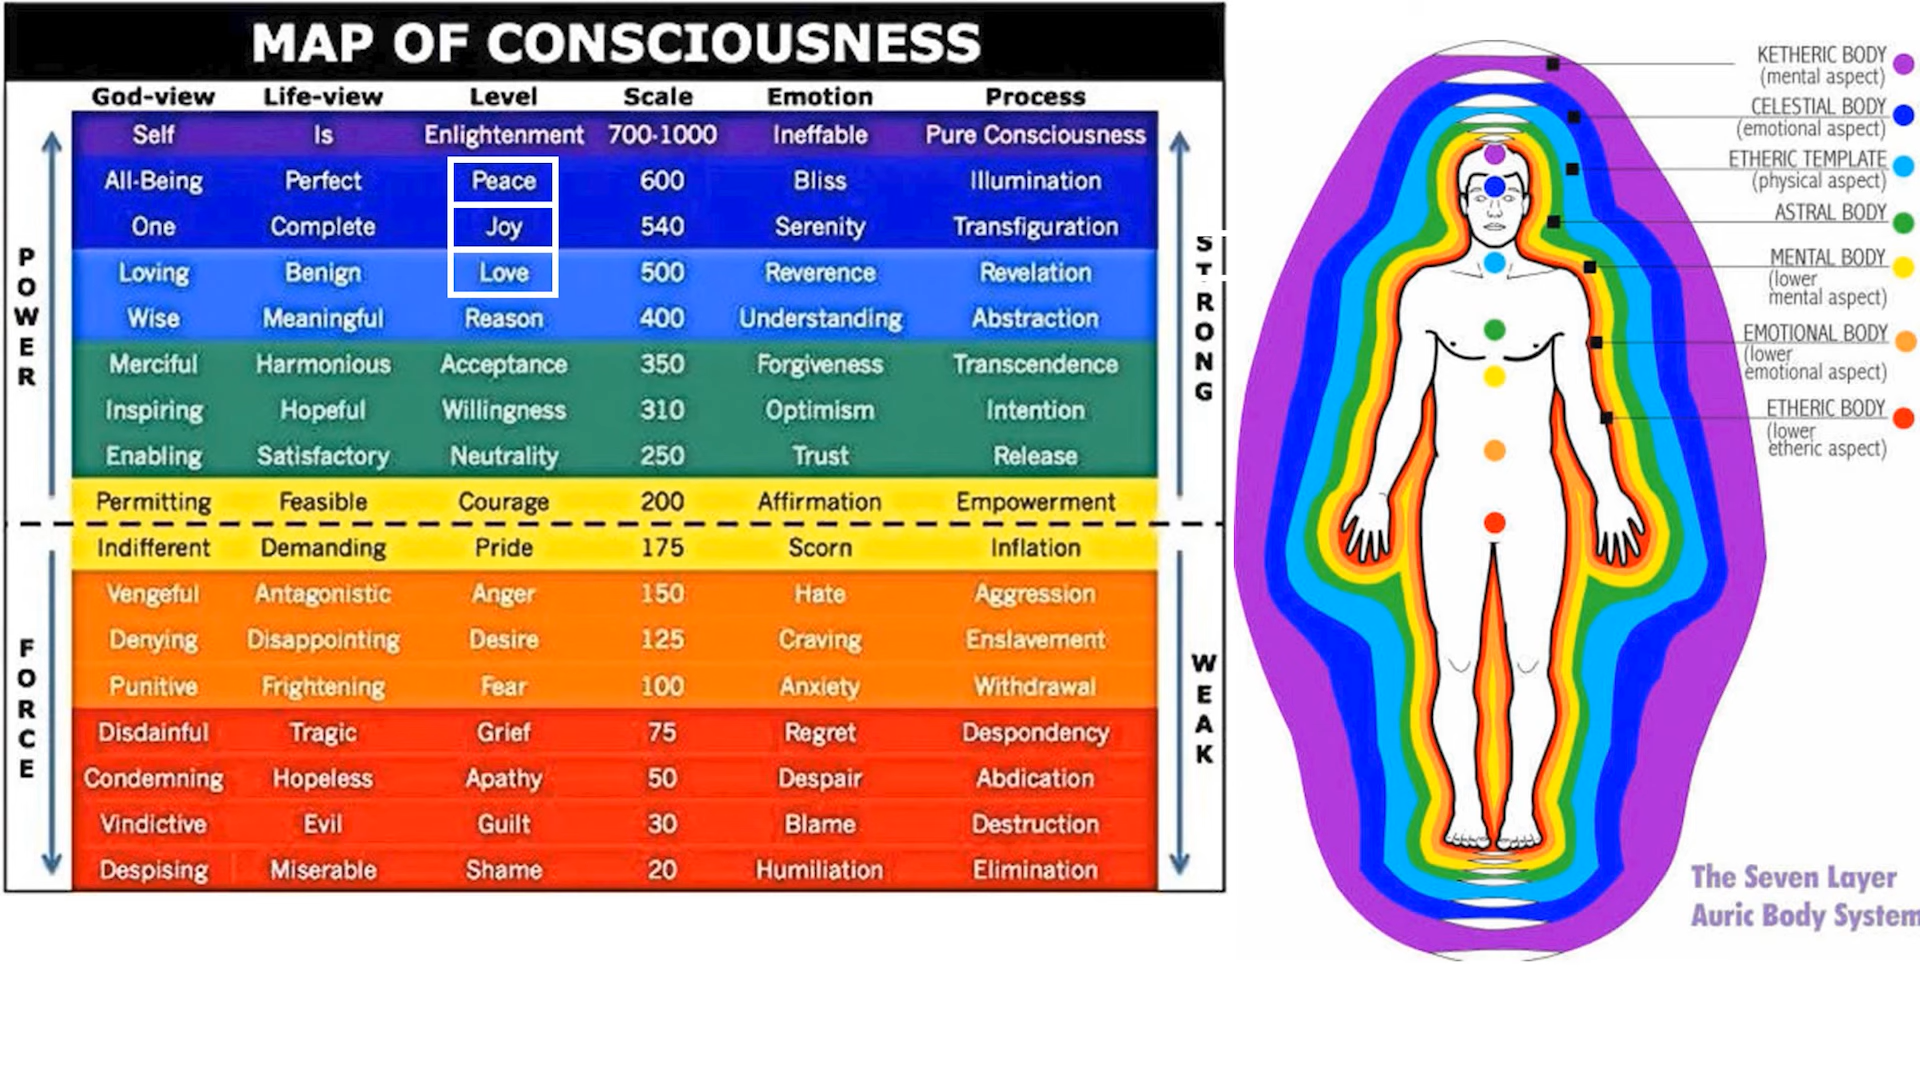 MAP OF CONSCIOUSNESS
God-view Life-view Level Scale Emotion Process
Self Is Enlightenment 700-1000 Ineffable Pure Consciousness
All-Being Perfect Peace 600 Bliss Illumination
One Complete Joy 540 Serenity Transfiguration
Loving Benign Love 500 Reverence Revelation
Wise Meaningful Reason 400 Understanding Abstraction
Merciful Harmonious Acceptance 350 Forgiveness Transcendence
Inspiring Hopeful Willingness 310 Optimism Intention
Enabling Satisfactory Neutrality 250 Trust Release
Permitting Feasible Courage 200 Affirmation Empowerment
Indifferent Demanding Pride 175 Scorn Inflation
Vengeful Antagonistic Anger 150 Hate Aggression
Denying Disappointing Desire 125 Craving Enslavement
Punitive Frightening Fear 100 Anxiety Withdrawal
Disdainful Tragic Grief 75 Regret Despondency
Condemning Hopeless Apathy 50 Despair Abdication
Vindictive Evil Guilt 30 Blame Destruction
Despising Miserable Shame 20 Humiliation Elimination
POWER
FORCE
STRONG
WEAK
KETHERIC BODY
(mental aspect)
CELESTIAL BODY
(emotional aspect)
ETHERIC TEMPLATE
(physical aspect)
ASTRAL BODY
MENTAL BODY
(lower
mental aspect)
EMOTIONAL BODY
(lower
emotional aspect)
ETHERIC BODY
(lower
etheric aspect)
The Seven Layer
Auric Body System